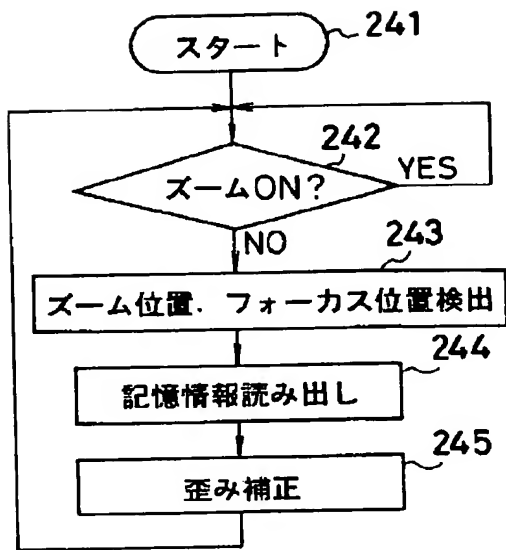 スタート
241
242
ズームON?
YES
NO
243
ズーム位置.フォーカス位置検出
244
記憶情報読み出し
245
歪み補正